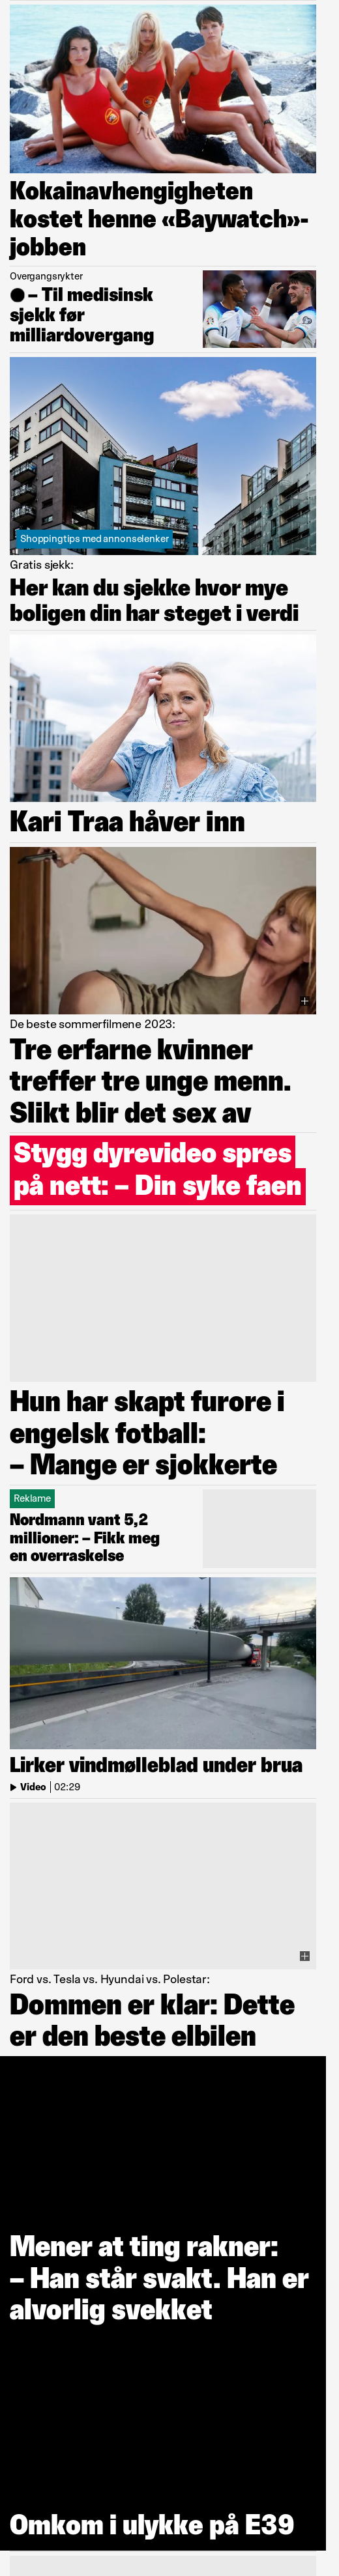 Kokainavhengigheten
kostet henne «Baywatch»-
jobben
Overgangsrykter
– Til medisinsk
sjekk før
milliardovergang
11
Shoppingtips med annonselenker
Gratis sjekk:
Her kan du sjekke hvor mye
boligen din har steget i verdi
Kari Traa håver inn
De beste sommerfilmene 2023:
Tre erfarne kvinner
treffer tre unge menn.
Slikt blir det sex av
Stygg dyrevideo spres
på nett: – Din syke faen
Hun har skapt furore i
engelsk fotball:
– Mange er sjokkerte
Reklame
Nordmann vant 5,2
millioner: – Fikk meg
en overraskelse
Lirker vindmølleblad under brua
Video | 02:29
Ford vs. Tesla vs. Hyundai vs. Polestar:
Dommen er klar: Dette
er den beste elbilen
Mener at ting rakner:
– Han står svakt. Han er
alvorlig svekket
Omkom i ulykke på E39